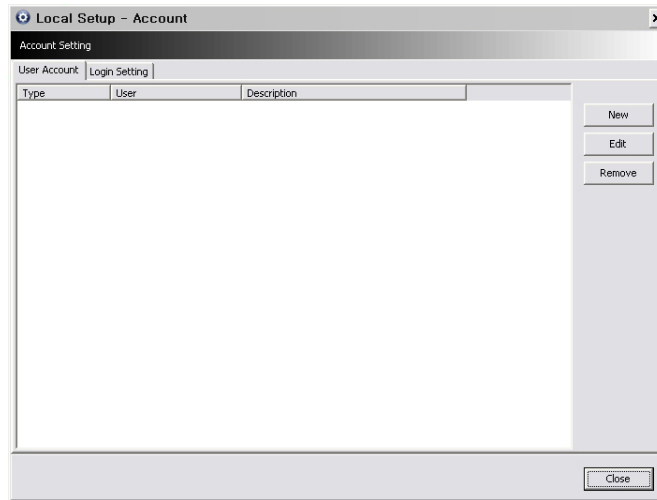 Local Setup - Account
Account Setting
User Account Login Setting
Type User Description
New
Edit
Remove
Close